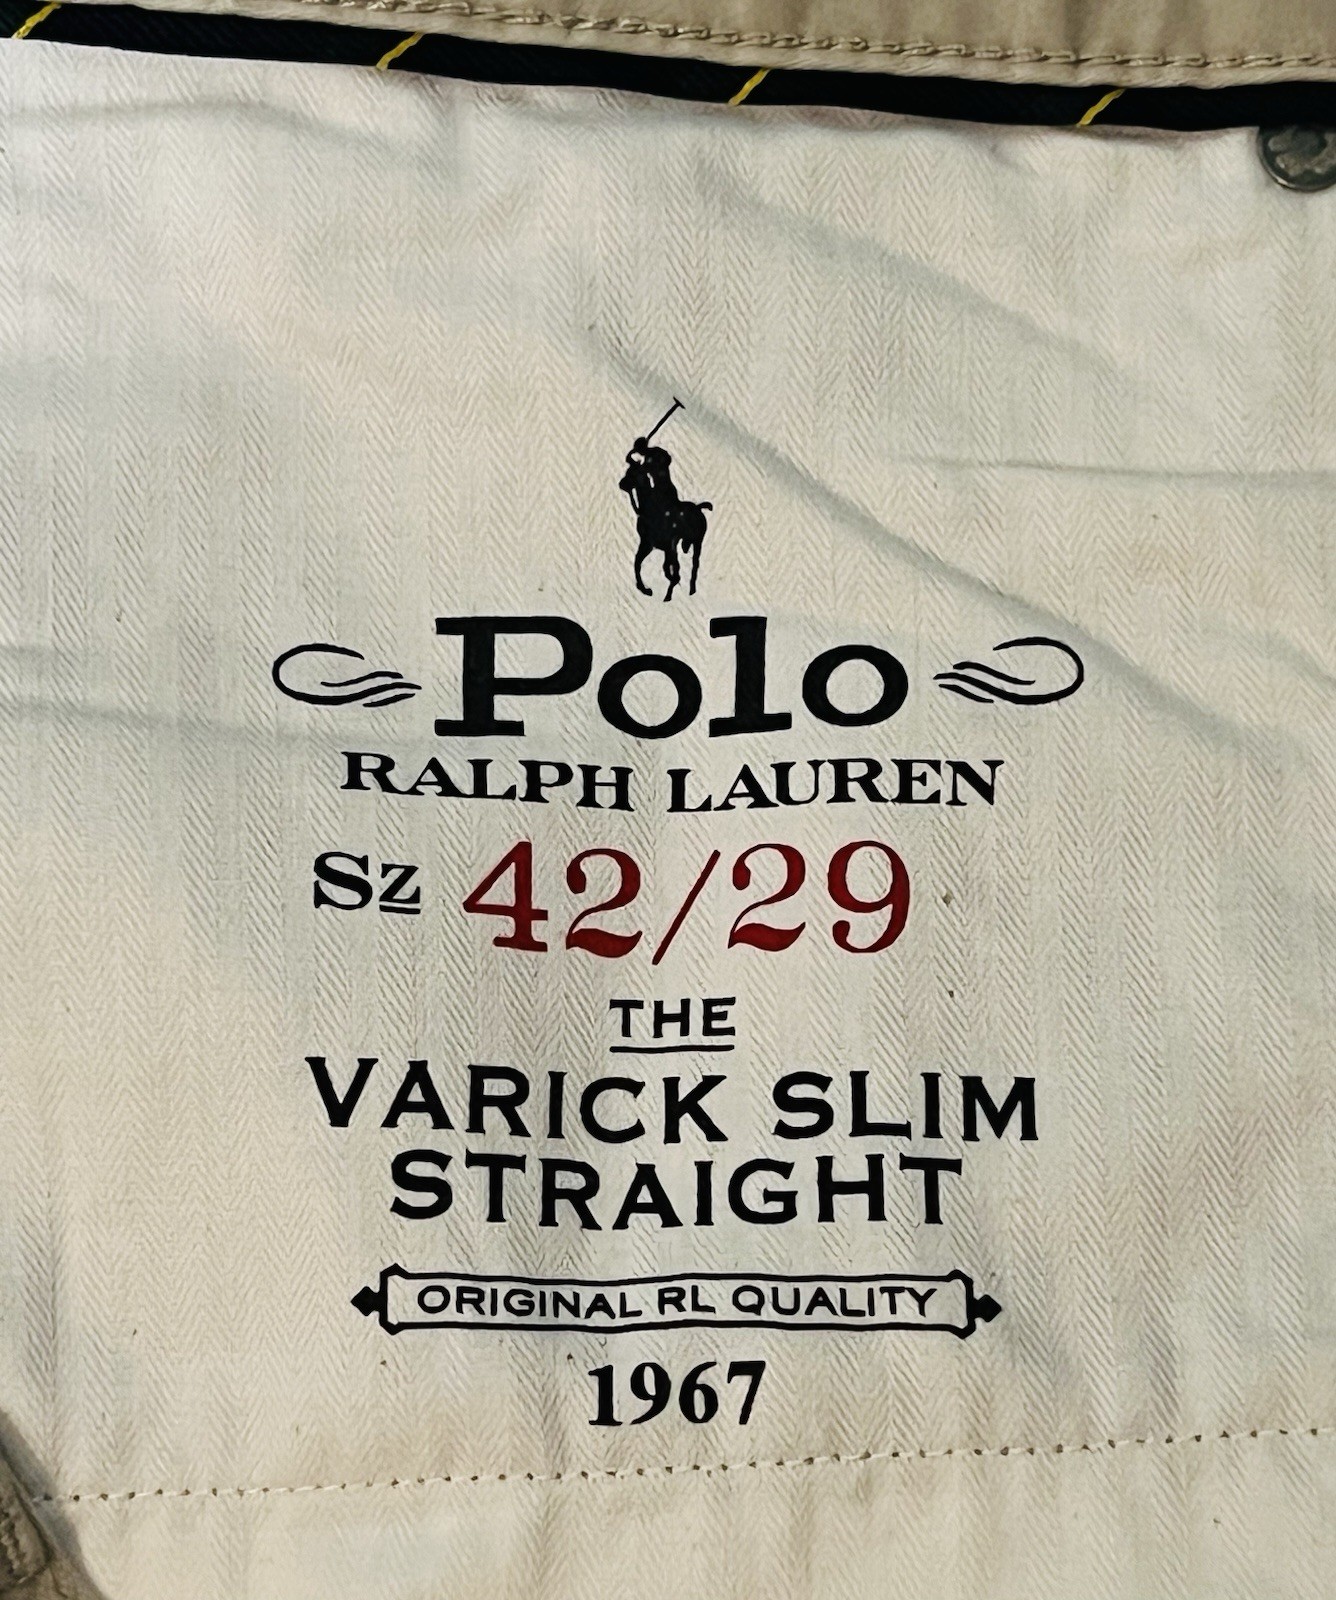 Polo
RALPH LAUREN
Sz 42/29
THE
VARICK SLIM
STRAIGHT
ORIGINAL RL QUALITY
1967